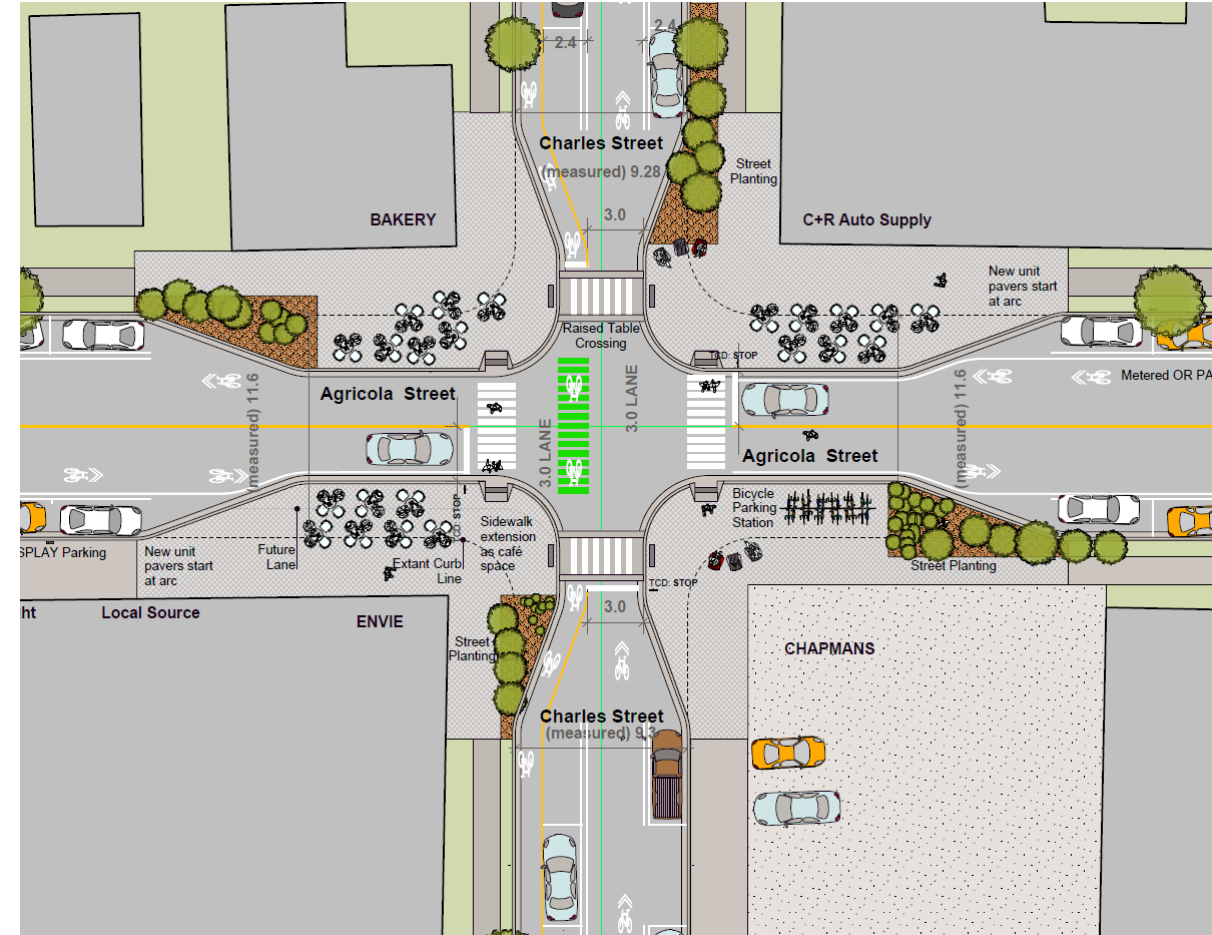 2.4
2.4
Charles Street
(measured) 9.28
Street
Planting
3.0
BAKERY
C+R Auto Supply
New unit
pavers start
at arc
Raised Table
Crossing
TCD: STOP
Agricola Street
(measured) 11.6
3.0 LANE
3.0 LANE
(measured) 11.6
Metered OR PA
Agricola Street
Bicycle
Parking
Station
TCD: STOP
Sidewalk
extension
as café
space
SPLAY Parking
New unit
pavers start
at arc
Future
Lane
Extant Curb
Line
Street Planting
TCD: STOP
ht
Local Source
ENVIE
3.0
Street
Planting
CHAPMANS
Charles Street
(measured) 9.3